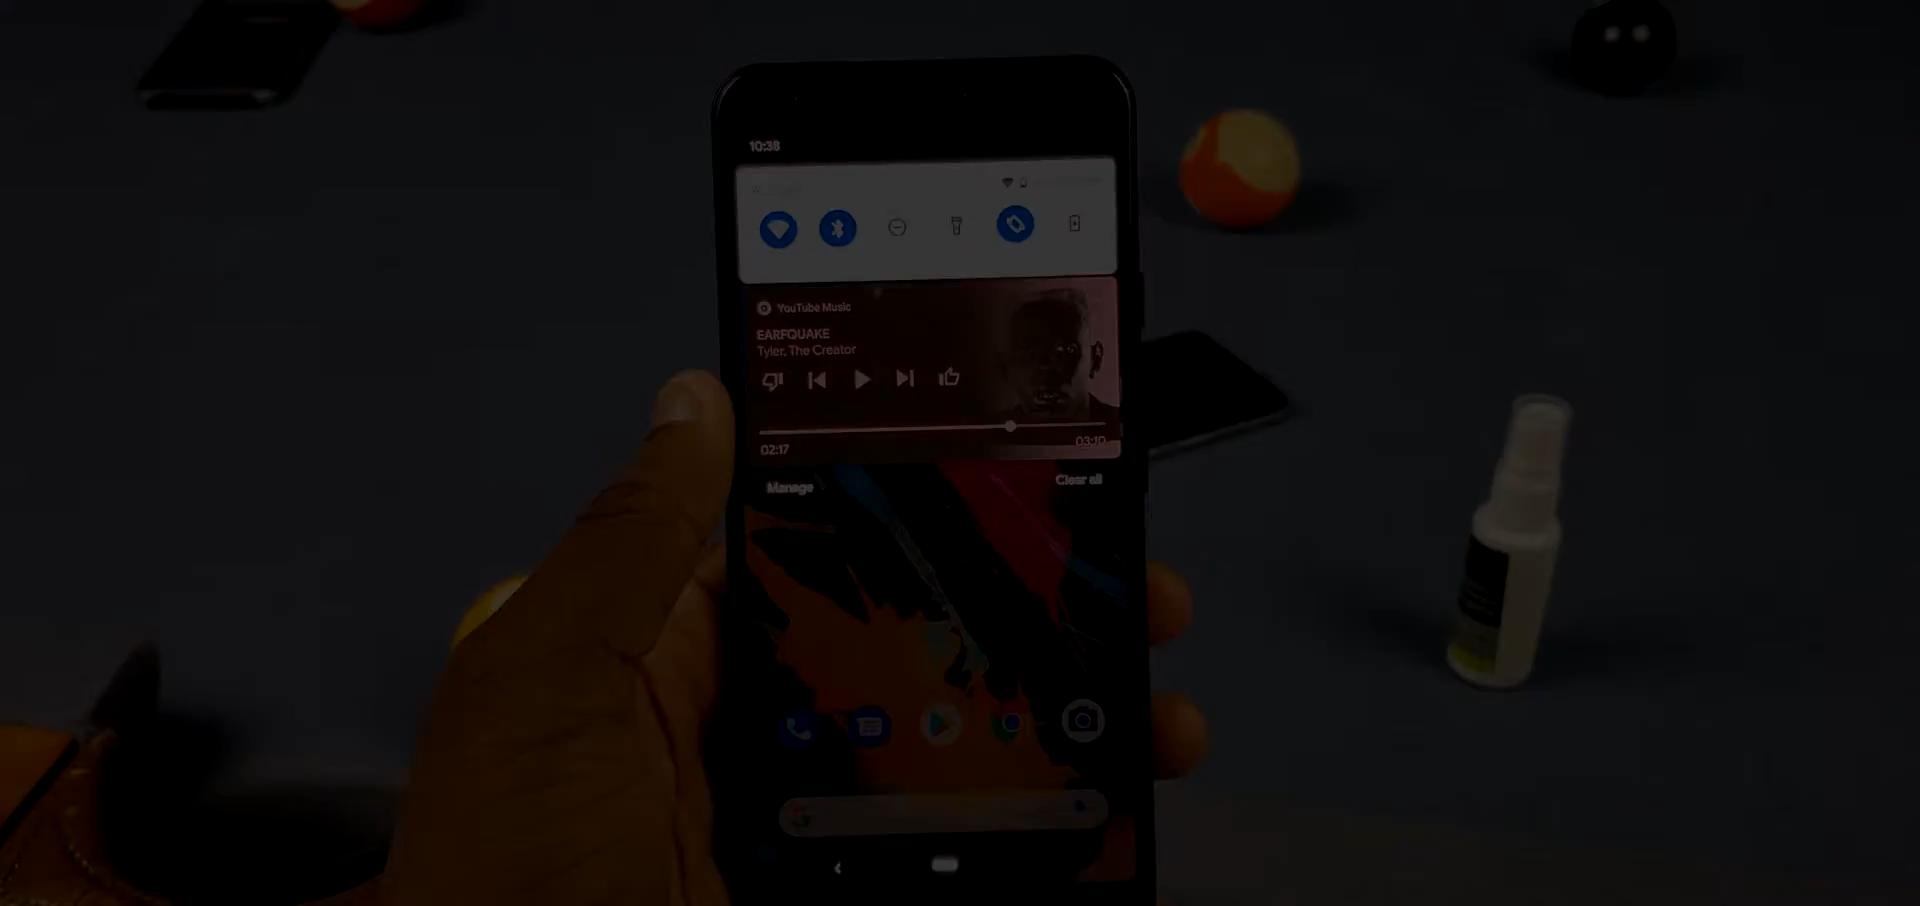 10:38
YouTube Music
EARFQUAKE
Tyler, The Creator
02:17
03:10
Manage
Clear all